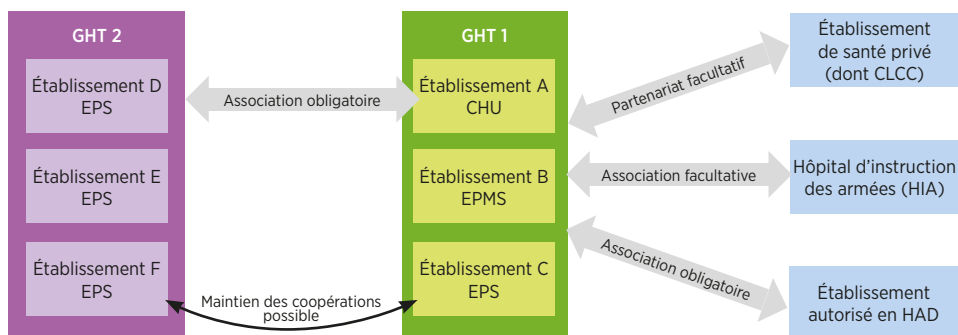 GHT 2
Établissement D
EPS
Établissement E
EPS
Établissement F
EPS
Association obligatoire
Maintien des coopérations
possible
GHT 1
Établissement A
CHU
Établissement B
EPMS
Établissement C
EPS
Partenariat facultatif
Association facultative
Association obligatoire
Établissement
de santé privé
(dont CLCC)
Hôpital d’instruction
des armées (HIA)
Établissement
autorisé en HAD